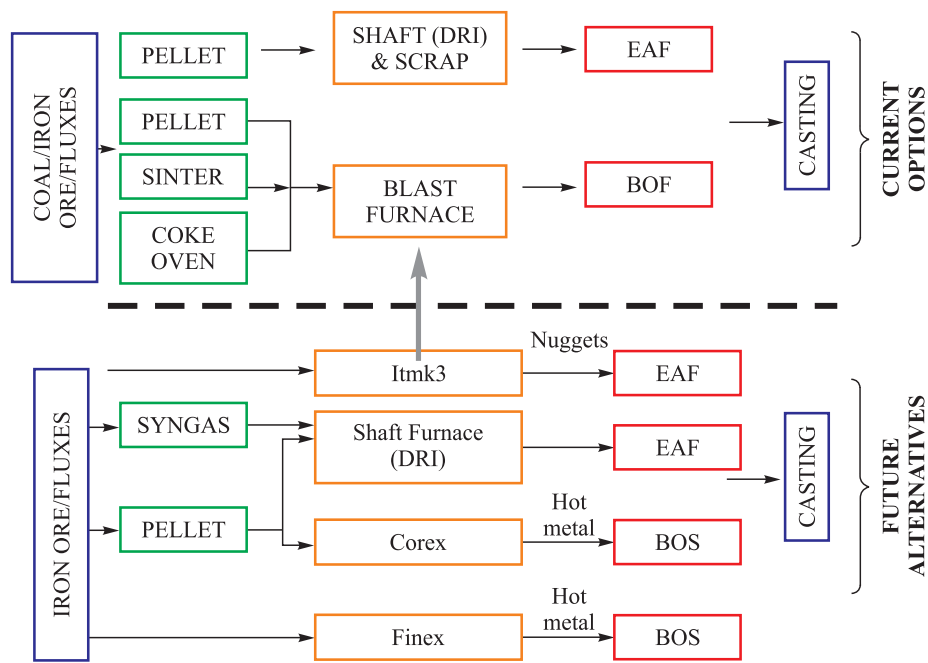 COAL/IRON
ORE/FLUXES
PELLET
SHAFT (DRI)
& SCRAP
EAF
PELLET
SINTER
COKE
OVEN
BLAST
FURNACE
BOF
CASTING
CURRENT
OPTIONS
IRON ORE/FLUXES
Itmk3
Nuggets
EAF
SYNGAS
Shaft Furnace
(DRI)
EAF
PELLET
Corex
Hot
metal
BOS
Finex
Hot
metal
BOS
CASTING
FUTURE
ALTERNATIVES